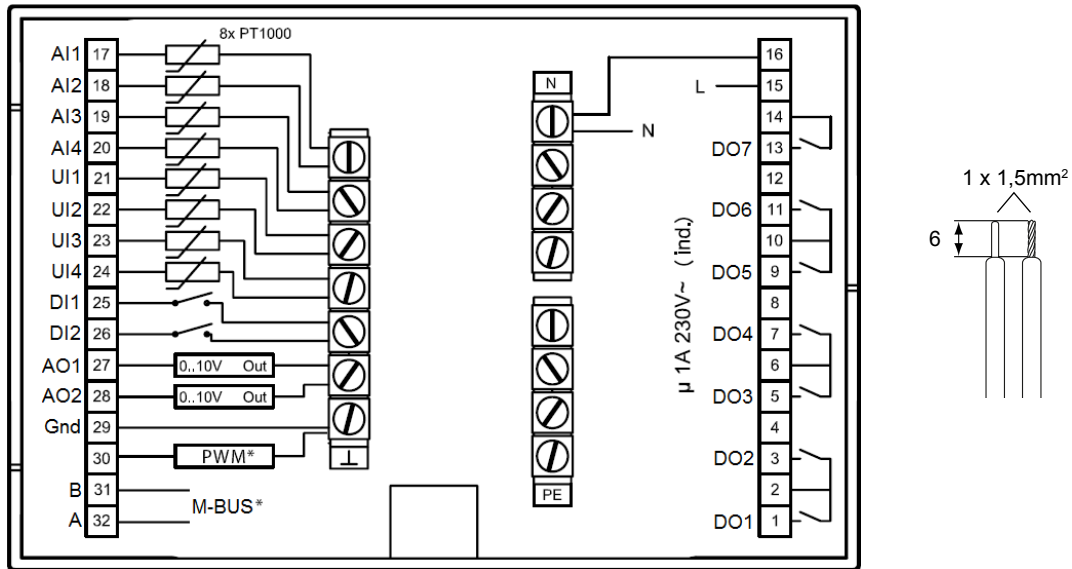 8x PT1000
AI1 17
AI2 18
AI3 19
AI4 20
UI1 21
UI2 22
UI3 23
UI4 24
DI1 25
DI2 26
AO1 27 0..10V Out
AO2 28 0..10V Out
Gnd 29
30 PWM*
B 31
M-BUS*
A 32
⊥
N
N
PE
µ 1A 230V~ ( ind.)
16
L 15
14
DO7 13
12
DO6 11
10
DO5 9
8
DO4 7
6
DO3 5
4
DO2 3
2
DO1 1
1 x 1,5mm²
6